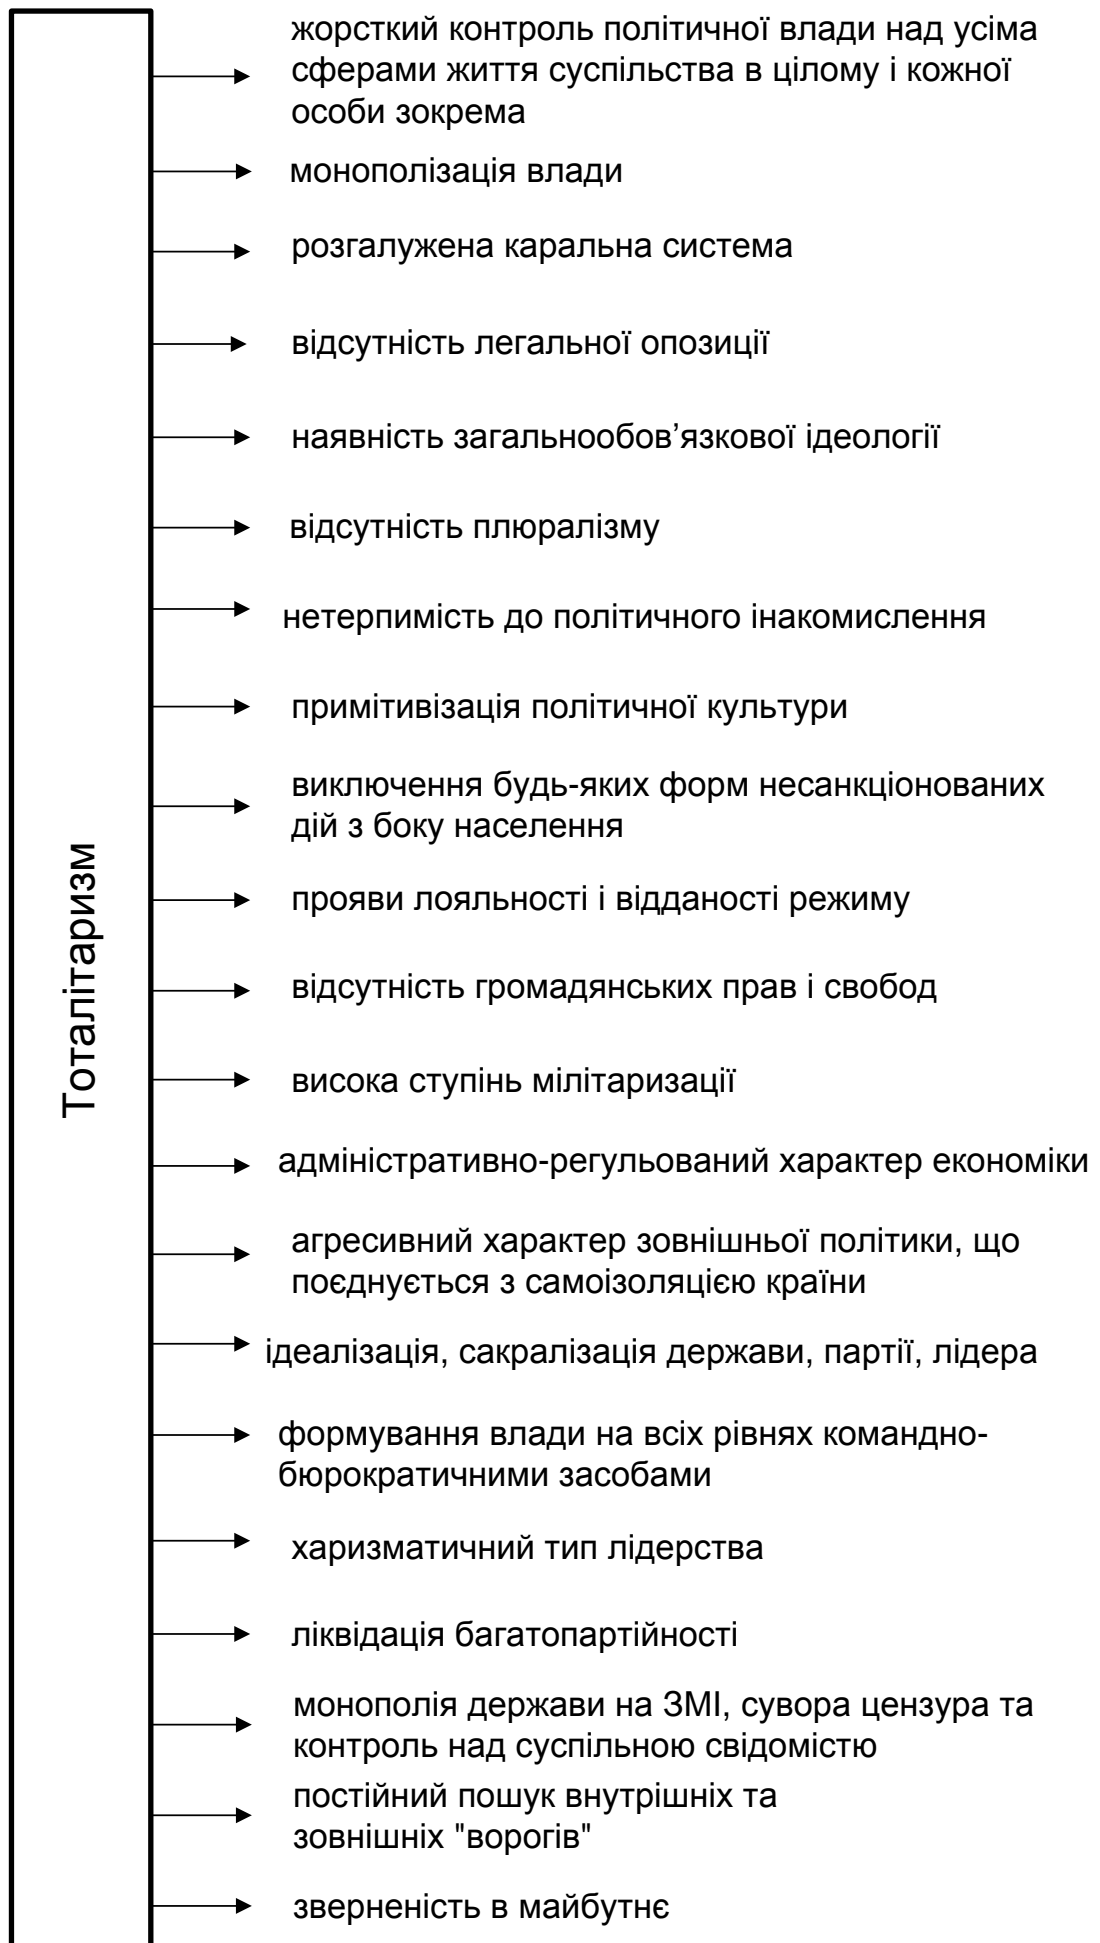 жорсткий контроль політичної влади над усіма
сферами життя суспільства в цілому і кожної
особи зокрема
монополізація влади
розгалужена каральна система
відсутність легальної опозиції
наявність загальнообов’язкової ідеології
відсутність плюралізму
нетерпимість до політичного інакомислення
примітивізація політичної культури
виключення будь-яких форм несанкціонованих
дій з боку населення
прояви лояльності і відданості режиму
відсутність громадянських прав і свобод
висока ступінь мілітаризації
адміністративно-регульований характер економіки
агресивний характер зовнішньої політики, що
поєднується з самоізоляцією країни
ідеалізація, сакралізація держави, партії, лідера
формування влади на всіх рівнях командно-
бюрократичними засобами
харизматичний тип лідерства
ліквідація багатопартійності
монополія держави на ЗМІ, сувора цензура та
контроль над суспільною свідомістю
постійний пошук внутрішніх та
зовнішніх "ворогів"
зверненість в майбутнє
Тоталітаризм